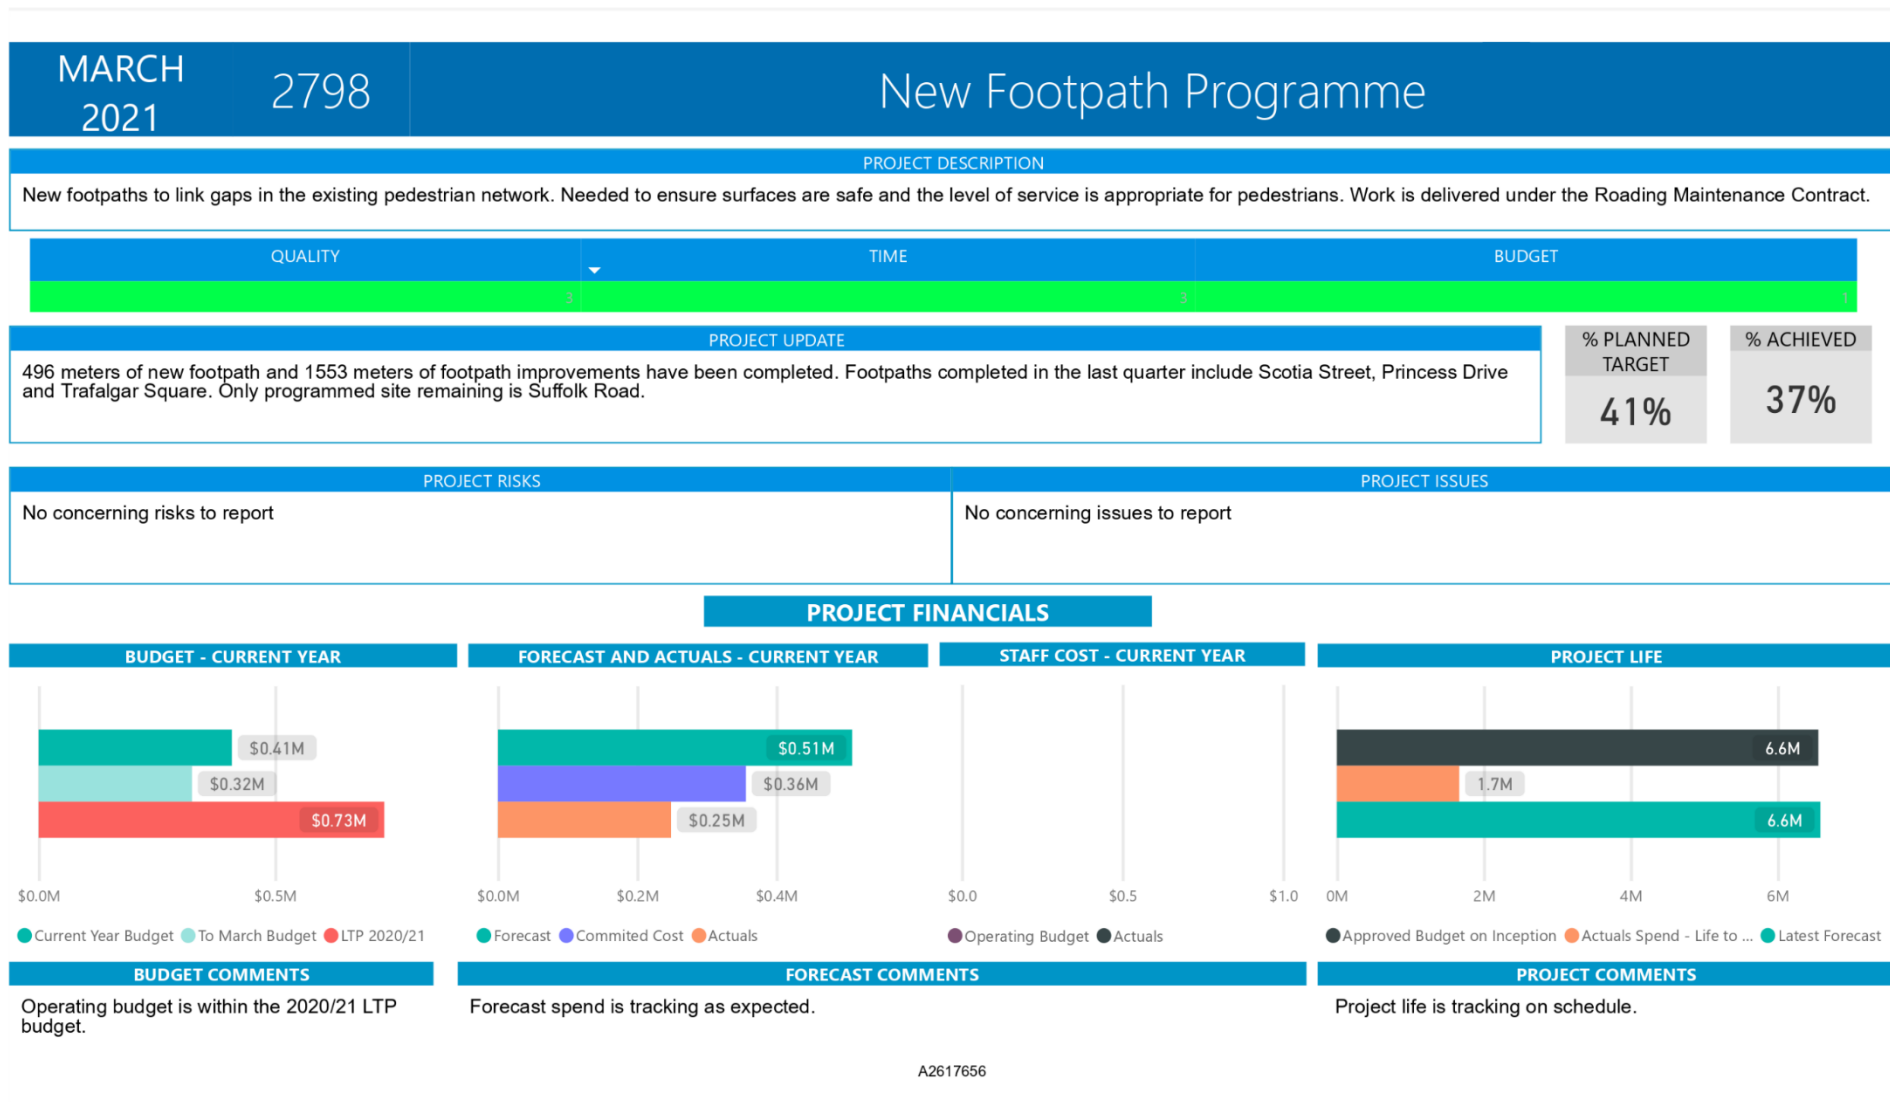 MARCH
2021
2798
New Footpath Programme
PROJECT DESCRIPTION
New footpaths to link gaps in the existing pedestrian network. Needed to ensure surfaces are safe and the level of service is appropriate for pedestrians. Work is delivered under the Roading Maintenance Contract.
QUALITY TIME BUDGET
3 3 1
PROJECT UPDATE
496 meters of new footpath and 1553 meters of footpath improvements have been completed. Footpaths completed in the last quarter include Scotia Street, Princess Drive
and Trafalgar Square. Only programmed site remaining is Suffolk Road.
% PLANNED
TARGET
41%
% ACHIEVED
37%
PROJECT RISKS
No concerning risks to report
PROJECT ISSUES
No concerning issues to report
PROJECT FINANCIALS
BUDGET - CURRENT YEAR
$0.41M
$0.32M
$0.73M
$0.0M $0.5M
Current Year Budget To March Budget LTP 2020/21
FORECAST AND ACTUALS - CURRENT YEAR
$0.51M
$0.36M
$0.25M
$0.0M $0.2M $0.4M
Forecast Commited Cost Actuals
STAFF COST - CURRENT YEAR
$0.0 $0.5 $1.0
Operating Budget Actuals
PROJECT LIFE
6.6M
1.7M
6.6M
0M 2M 4M 6M
Approved Budget on Inception Actuals Spend - Life to ... Latest Forecast
BUDGET COMMENTS
Operating budget is within the 2020/21 LTP
budget.
FORECAST COMMENTS
Forecast spend is tracking as expected.
PROJECT COMMENTS
Project life is tracking on schedule.
A2617656